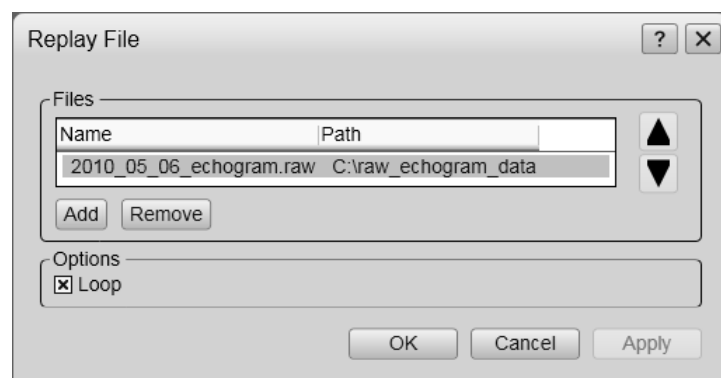 Replay File
?
Files
Name Path
2010_05_06_echogram.raw C:\raw_echogram_data
Add Remove
Options
Loop
OK Cancel Apply